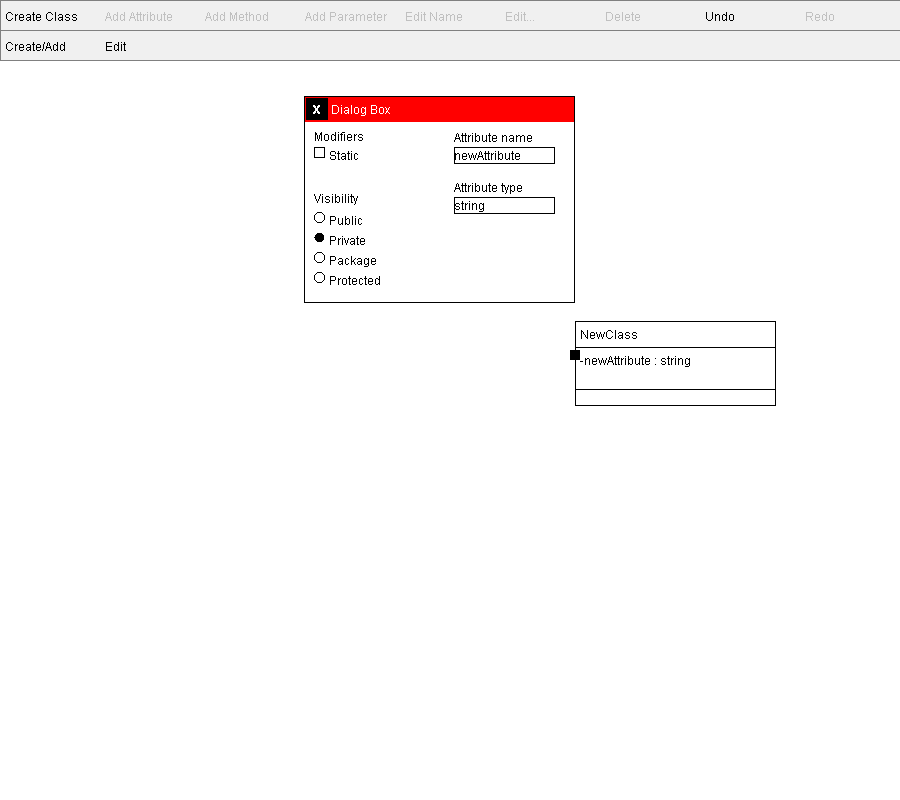 Create Class Add Attribute Add Method Add Parameter Edit Name Edit... Delete Undo Redo
Create/Add Edit
X Dialog Box
Modifiers
Static
Visibility
Public
Private
Package
Protected
Attribute name
newAttribute
Attribute type
string
NewClass
-newAttribute : string